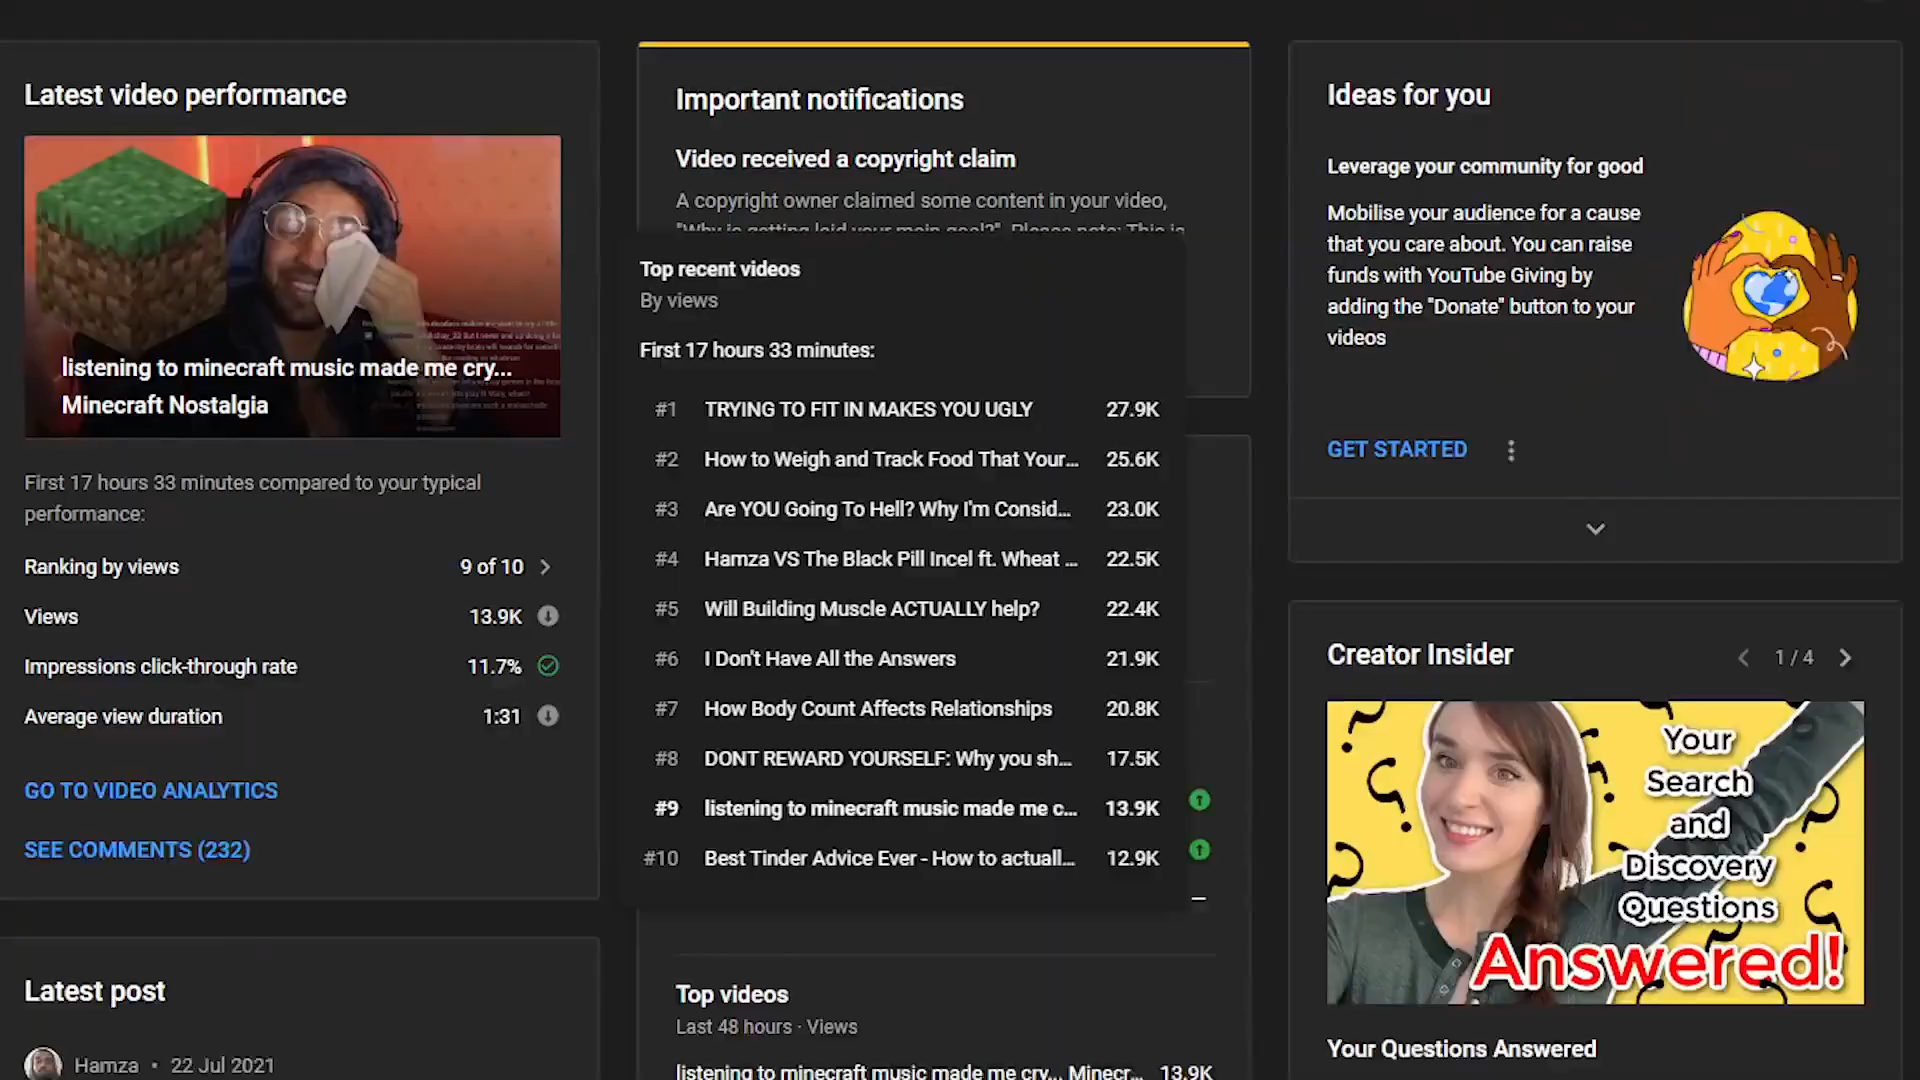 Latest video performance
listening to minecraft music made me cry...
Minecraft Nostalgia
First 17 hours 33 minutes compared to your typical
performance:
Ranking by views 9 of 10
Views 13.9K
Impressions click-through rate 11.7%
Average view duration 1:31
GO TO VIDEO ANALYTICS
SEE COMMENTS (232)
Latest post
Hamza • 22 Jul 2021
Important notifications
Video received a copyright claim
A copyright owner claimed some content in your video,
"Why is getting laid your main goal?". Please note: This is
Top recent videos
By views
First 17 hours 33 minutes:
#1 TRYING TO FIT IN MAKES YOU UGLY 27.9K
#2 How to Weigh and Track Food That Your... 25.6K
#3 Are YOU Going To Hell? Why I'm Consid... 23.0K
#4 Hamza VS The Black Pill Incel ft. Wheat ... 22.5K
#5 Will Building Muscle ACTUALLY help? 22.4K
#6 I Don't Have All the Answers 21.9K
#7 How Body Count Affects Relationships 20.8K
#8 DONT REWARD YOURSELF: Why you sh... 17.5K
#9 listening to minecraft music made me c... 13.9K
#10 Best Tinder Advice Ever - How to actuall... 12.9K
Top videos
Last 48 hours · Views
listening to minecraft music made me cry... Minecr... 13.9K
Ideas for you
Leverage your community for good
Mobilise your audience for a cause
that you care about. You can raise
funds with YouTube Giving by
adding the "Donate" button to your
videos
GET STARTED
Creator Insider 1 / 4
Your
Search
and
Discovery
Questions
Answered!
Your Questions Answered